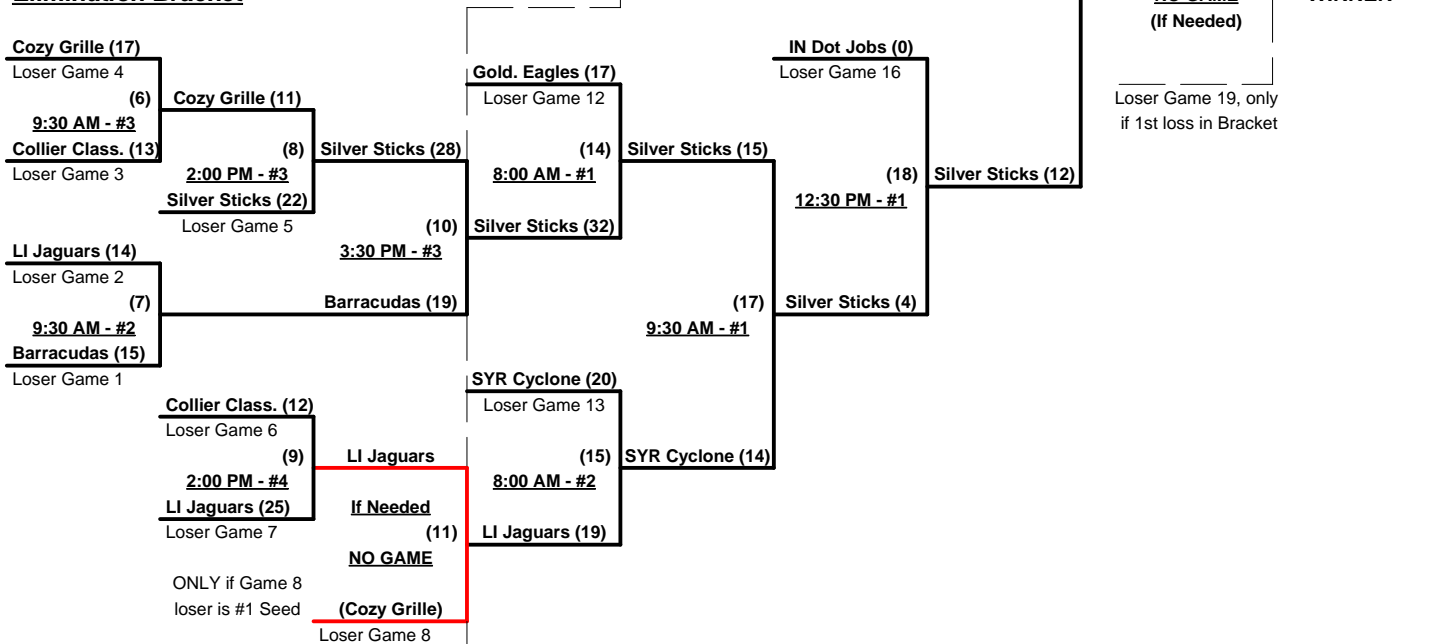 Elimination Bracket
NO GAME
WINNER
(If Needed)
Loser Game 19, only
if 1st loss in Bracket
Cozy Grille (17)
Loser Game 4
(6)
9:30 AM - #3
Collier Class. (13)
Loser Game 3
Cozy Grille (11)
(8)
2:00 PM - #3
Silver Sticks (22)
Loser Game 5
LI Jaguars (14)
Loser Game 2
(7)
9:30 AM - #2
Barracudas (15)
Loser Game 1
Silver Sticks (28)
(10)
3:30 PM - #3
Barracudas (19)
Collier Class. (12)
Loser Game 6
(9)
2:00 PM - #4
LI Jaguars (25)
Loser Game 7
LI Jaguars
If Needed
(11)
NO GAME
ONLY if Game 8
loser is #1 Seed
(Cozy Grille)
Loser Game 8
Gold. Eagles (17)
Loser Game 12
(14)
8:00 AM - #1
Silver Sticks (32)
SYR Cyclone (20)
Loser Game 13
(15)
8:00 AM - #2
LI Jaguars (19)
Silver Sticks (15)
(17)
9:30 AM - #1
SYR Cyclone (14)
IN Dot Jobs (0)
Loser Game 16
(18)
12:30 PM - #1
Silver Sticks (4)
Silver Sticks (12)